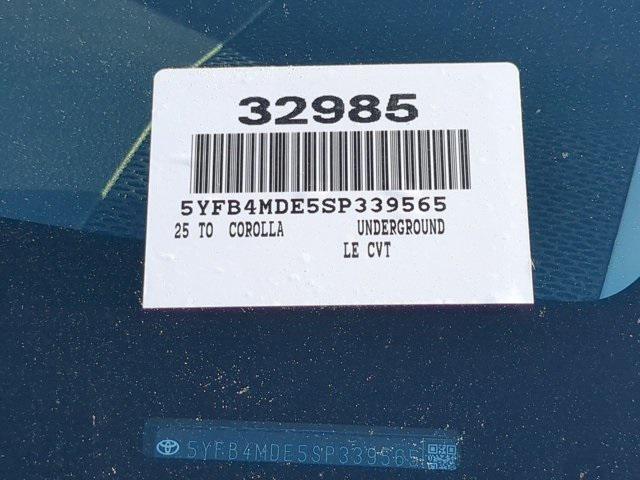 32985
5YFB4MDE5SP339565
25 TO COROLLA UNDERGROUND
LE CVT
5YFB4MDE5SP339565